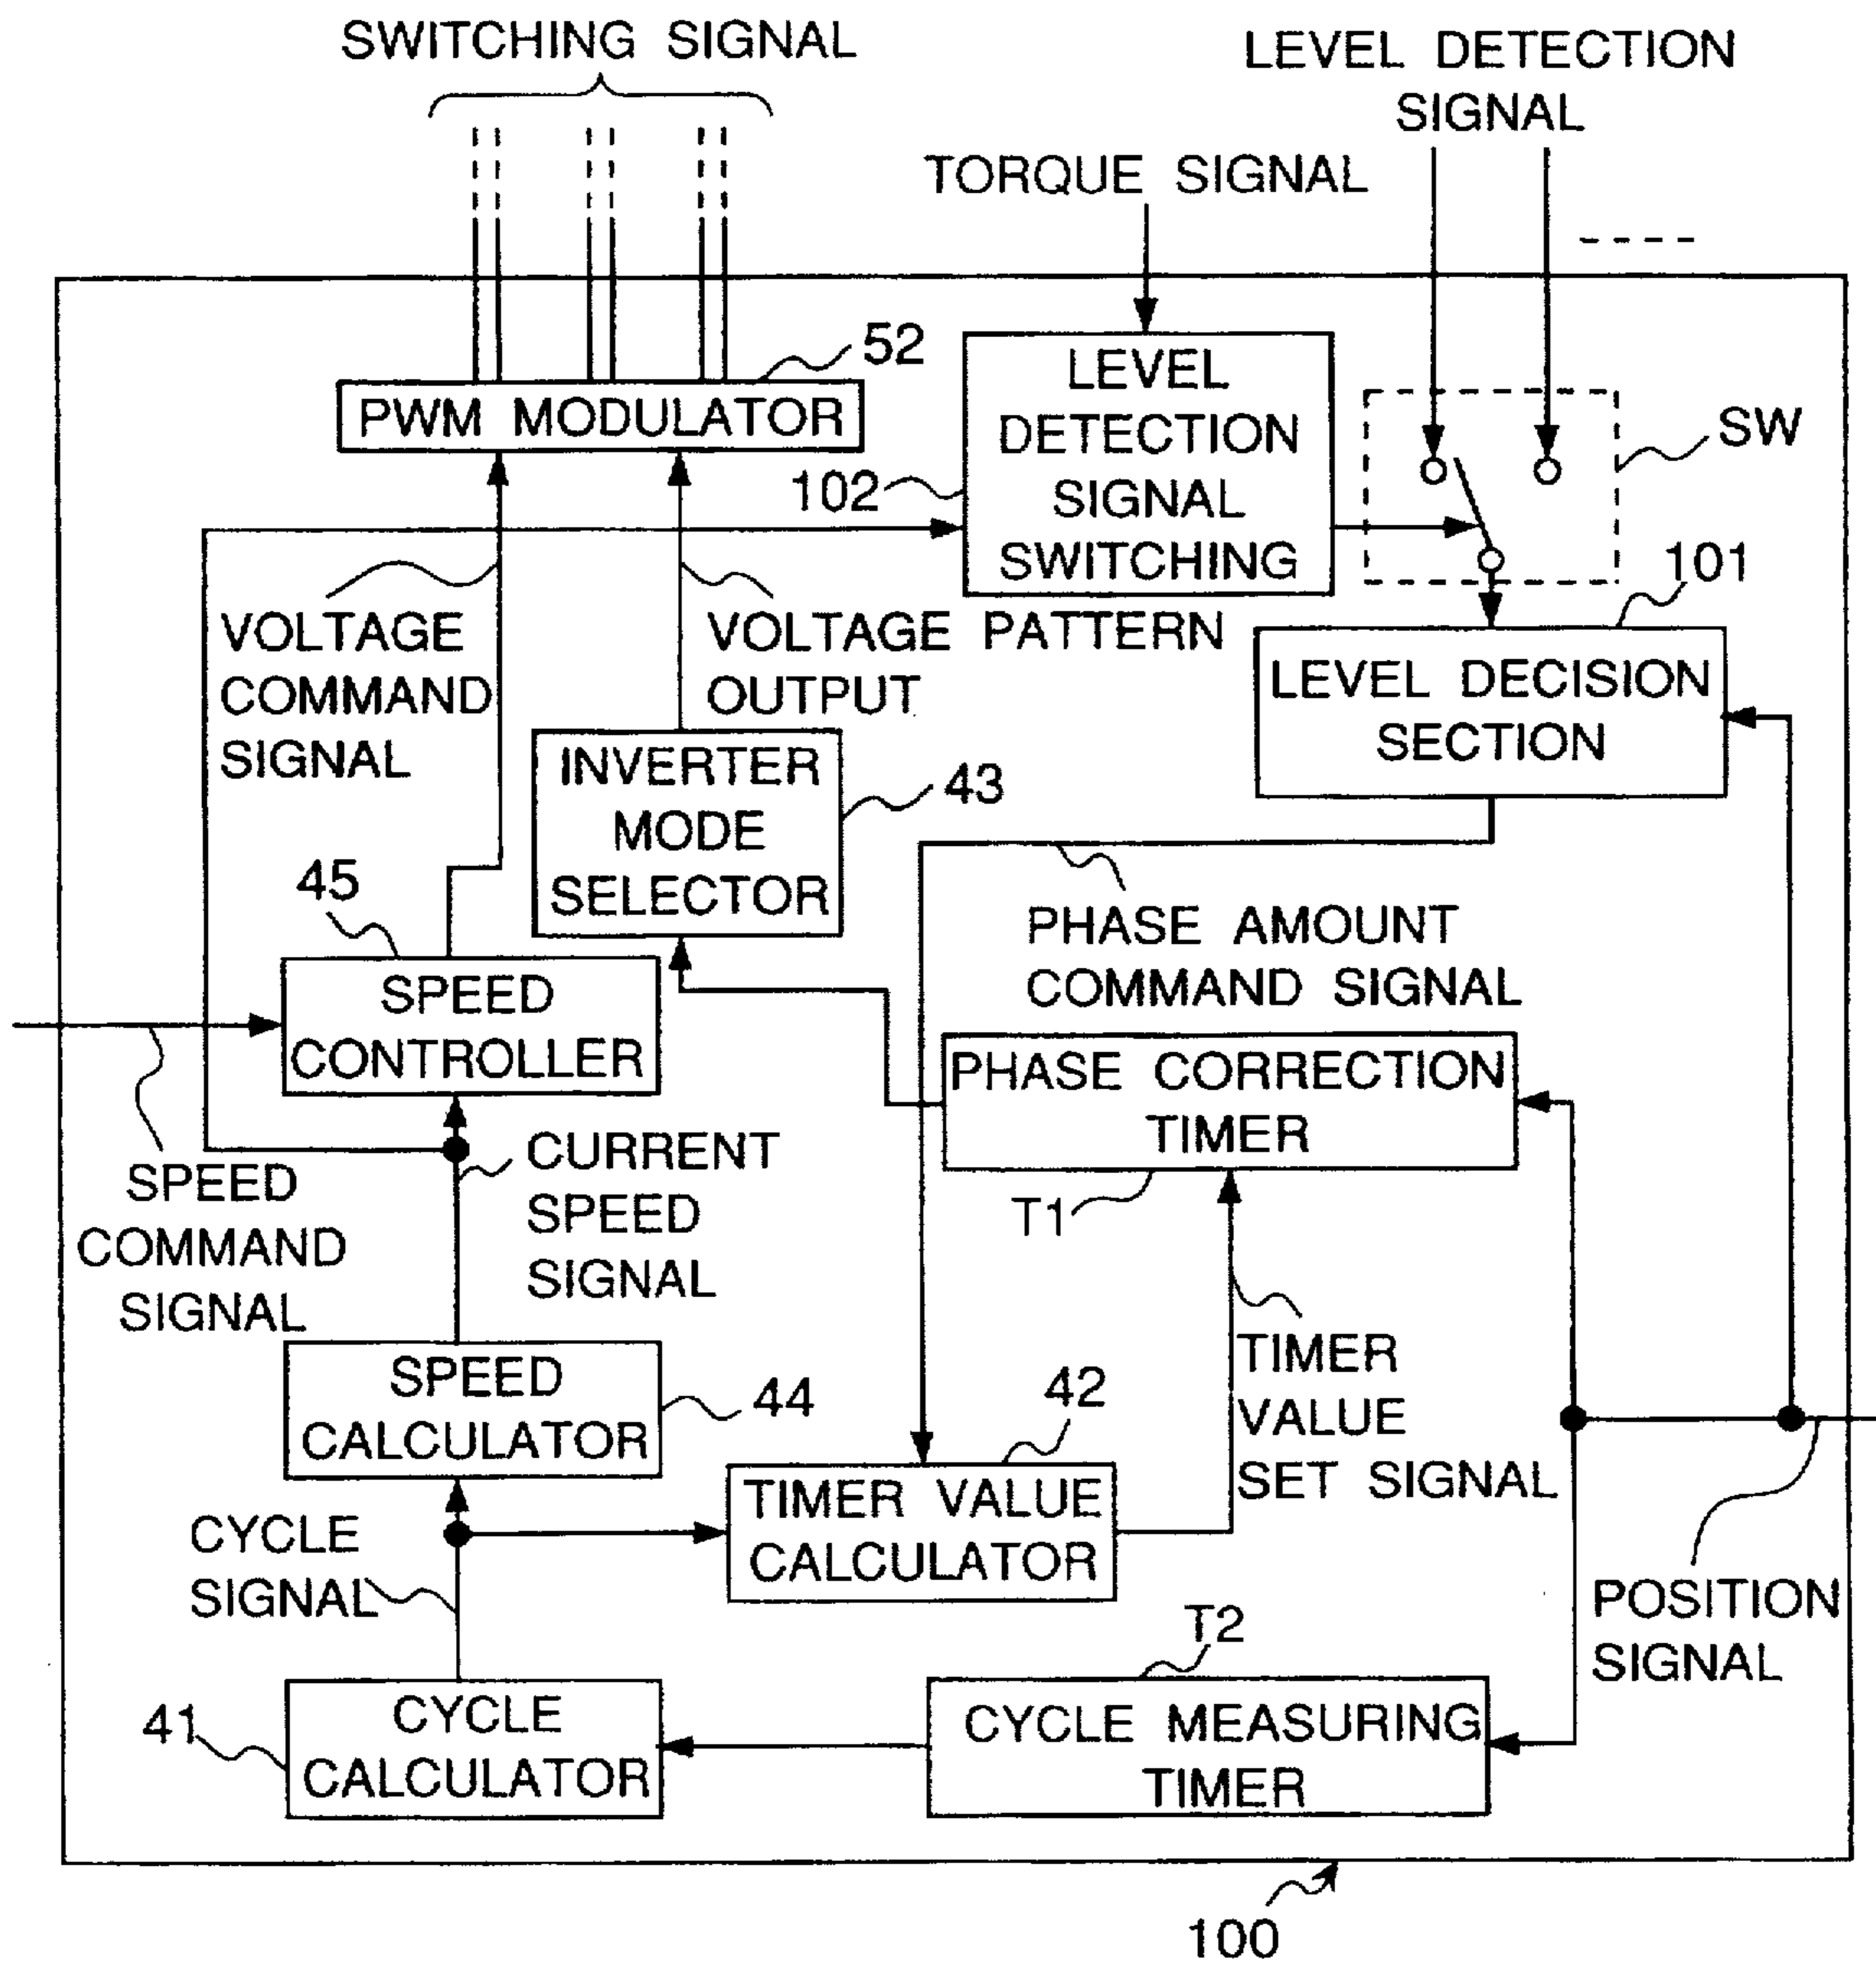 SWITCHING SIGNAL
LEVEL DETECTION
SIGNAL
TORQUE SIGNAL
52
PWM MODULATOR
LEVEL
DETECTION
SIGNAL
SWITCHING
102
SW
101
VOLTAGE
COMMAND
SIGNAL
VOLTAGE PATTERN
OUTPUT
LEVEL DECISION
SECTION
INVERTER
MODE
SELECTOR
43
45
PHASE AMOUNT
COMMAND SIGNAL
SPEED
CONTROLLER
PHASE CORRECTION
TIMER
T1
SPEED
COMMAND
SIGNAL
CURRENT
SPEED
SIGNAL
TIMER
VALUE
SET SIGNAL
SPEED
CALCULATOR
44
42
TIMER VALUE
CALCULATOR
CYCLE
SIGNAL
POSITION
SIGNAL
T2
41
CYCLE
CALCULATOR
CYCLE MEASURING
TIMER
100